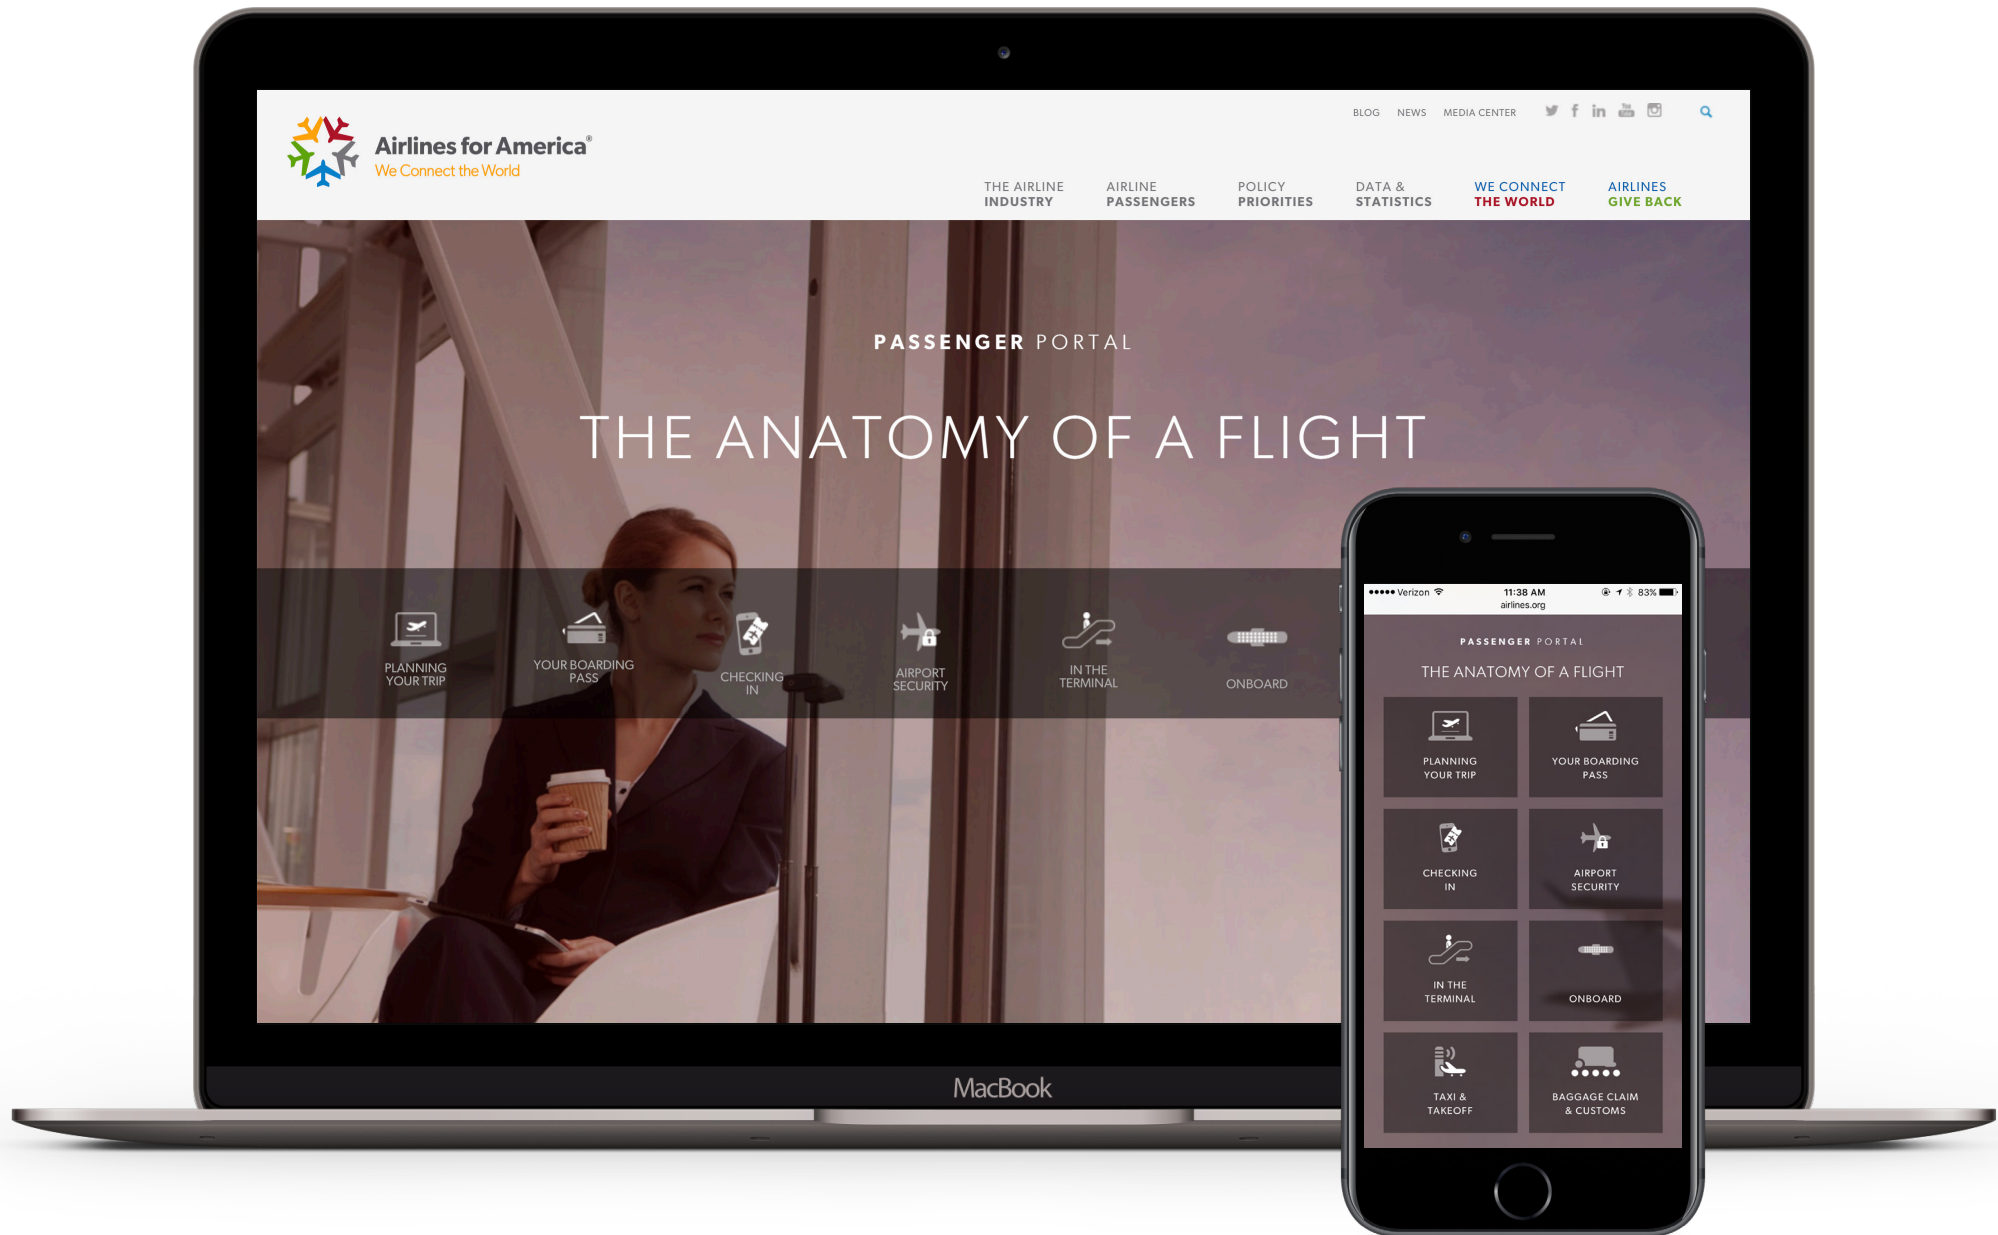 BLOG NEWS MEDIA CENTER
Airlines for America®
We Connect the World
THE AIRLINE
INDUSTRY
AIRLINE
PASSENGERS
POLICY
PRIORITIES
DATA &
STATISTICS
WE CONNECT
THE WORLD
AIRLINES
GIVE BACK
PASSENGER PORTAL
THE ANATOMY OF A FLIGHT
PLANNING
YOUR TRIP
YOUR BOARDING
PASS
CHECKING
IN
AIRPORT
SECURITY
IN THE
TERMINAL
ONBOARD
MacBook
Verizon 11:38 AM 83%
airlines.org
PASSENGER PORTAL
THE ANATOMY OF A FLIGHT
PLANNING
YOUR TRIP
YOUR BOARDING
PASS
CHECKING
IN
AIRPORT
SECURITY
IN THE
TERMINAL
ONBOARD
TAXI &
TAKEOFF
BAGGAGE CLAIM
& CUSTOMS